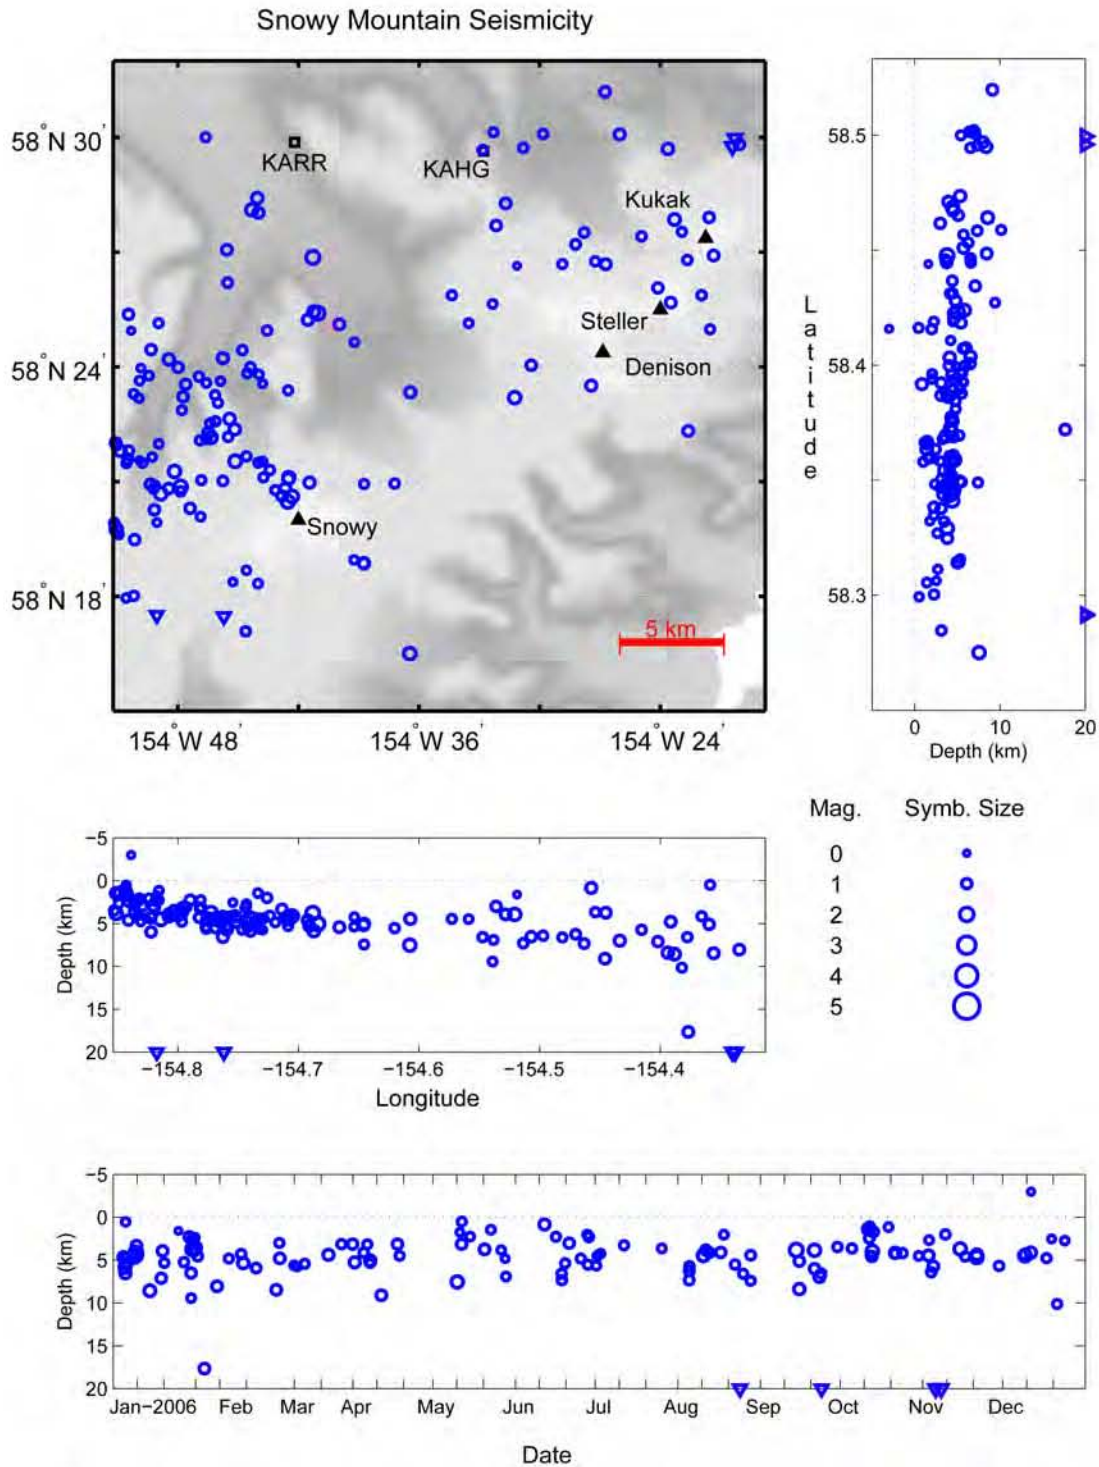 Snowy Mountain Seismicity
58°N 30'
58°N 24'
58°N 18'
KARR
KAHG
Kukak
Steller
Denison
Snowy
5 km
154°W 48'
154°W 36'
154°W 24'
Latitude
58.5
58.4
58.3
0 10 20
Depth (km)
Mag. Symb. Size
0
1
2
3
4
5
Depth (km)
−5
0
5
10
15
20
−154.8 −154.7 −154.6 −154.5 −154.4
Longitude
Depth (km)
−5
0
5
10
15
20
Jan−2006 Feb Mar Apr May Jun Jul Aug Sep Oct Nov Dec
Date